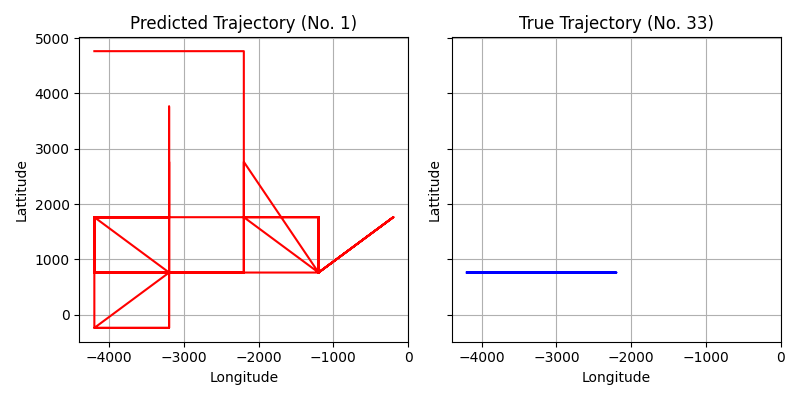 Predicted Trajectory (No. 1)
True Trajectory (No. 33)
5000
4000
3000
2000
1000
0
Lattitude
Lattitude
−4000 −3000 −2000 −1000 0
−4000 −3000 −2000 −1000 0
Longitude
Longitude